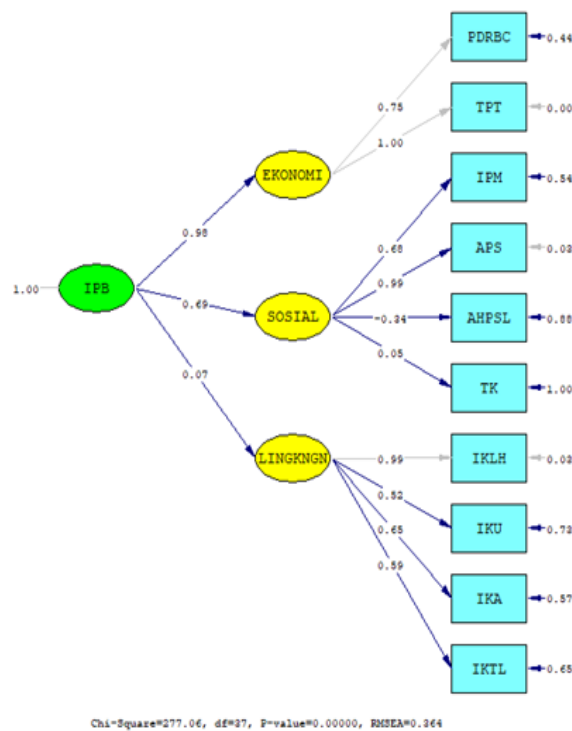 PDRBC
0.44
0.75
TPT
0.00
1.00
EKONOMI
IPM
0.54
0.98
0.68
APS
0.03
0.99
1.00
IPB
0.69
SOSIAL
-0.34
AHPSL
0.88
0.05
0.07
TK
1.00
LINGKNGN
0.99
IKLH
0.03
0.52
IKU
0.73
0.65
0.59
IKA
0.57
IKTL
0.65
Chi-Square=277.06, df=37, P-value=0.00000, RMSEA=0.364